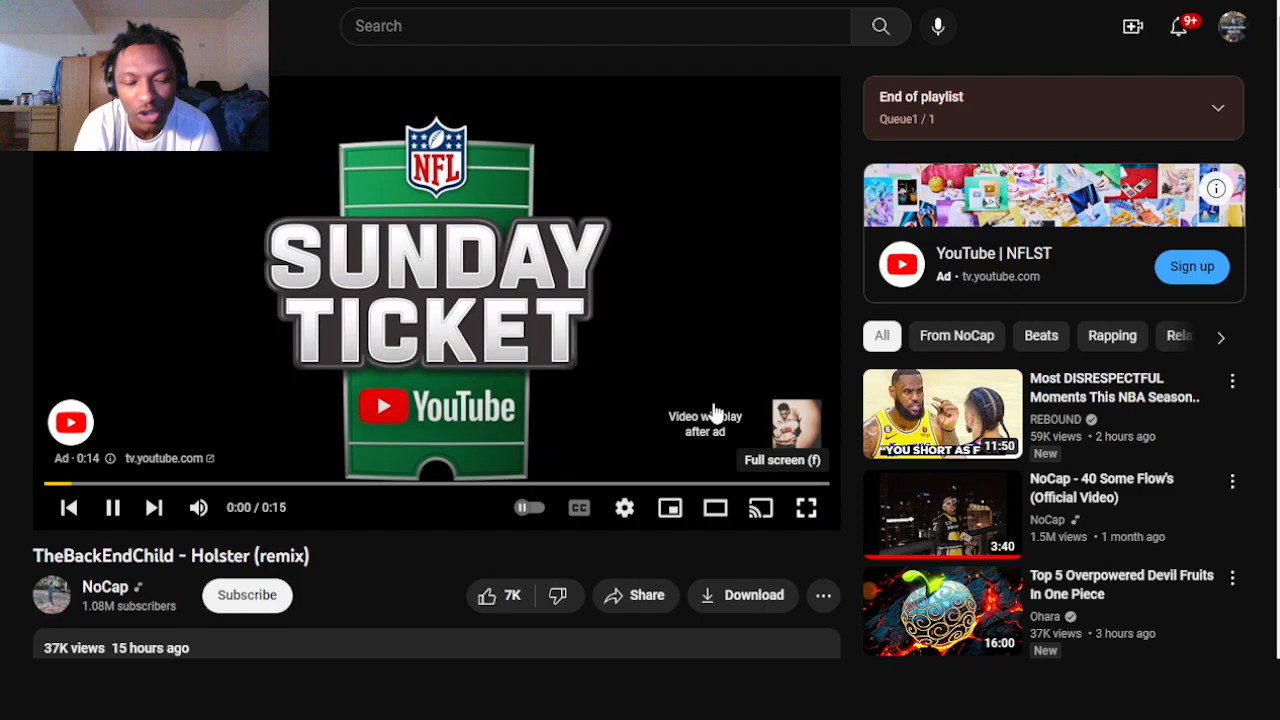 Search
9+
NFL
SUNDAY
TICKET
YouTube
Video w play
after ad
Full screen (f)
Ad · 0:14
tv.youtube.com
CC
0:00 / 0:15
TheBackEndChild - Holster (remix)
NoCap
1.08M subscribers
Subscribe
7K
Share
Download
37K views 15 hours ago
End of playlist
Queue1 / 1
YouTube | NFLST
Ad · tv.youtube.com
Sign up
All
From NoCap
Beats
Rapping
Rela
"YOU SHORT AS F
11:50
Most DISRESPECTFUL
Moments This NBA Season..
REBOUND
59K views · 2 hours ago
New
3:40
NoCap - 40 Some Flow's
(Official Video)
NoCap
1.5M views · 1 month ago
16:00
Top 5 Overpowered Devil Fruits
In One Piece
Ohara
37K views · 3 hours ago
New